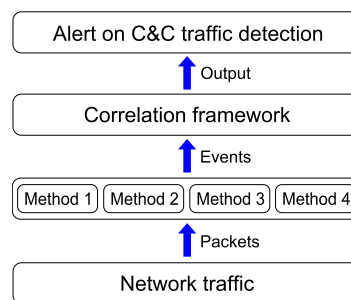 Alert on C&C traffic detection
Output
Correlation framework
Events
Method 1 Method 2 Method 3 Method 4
Packets
Network traffic